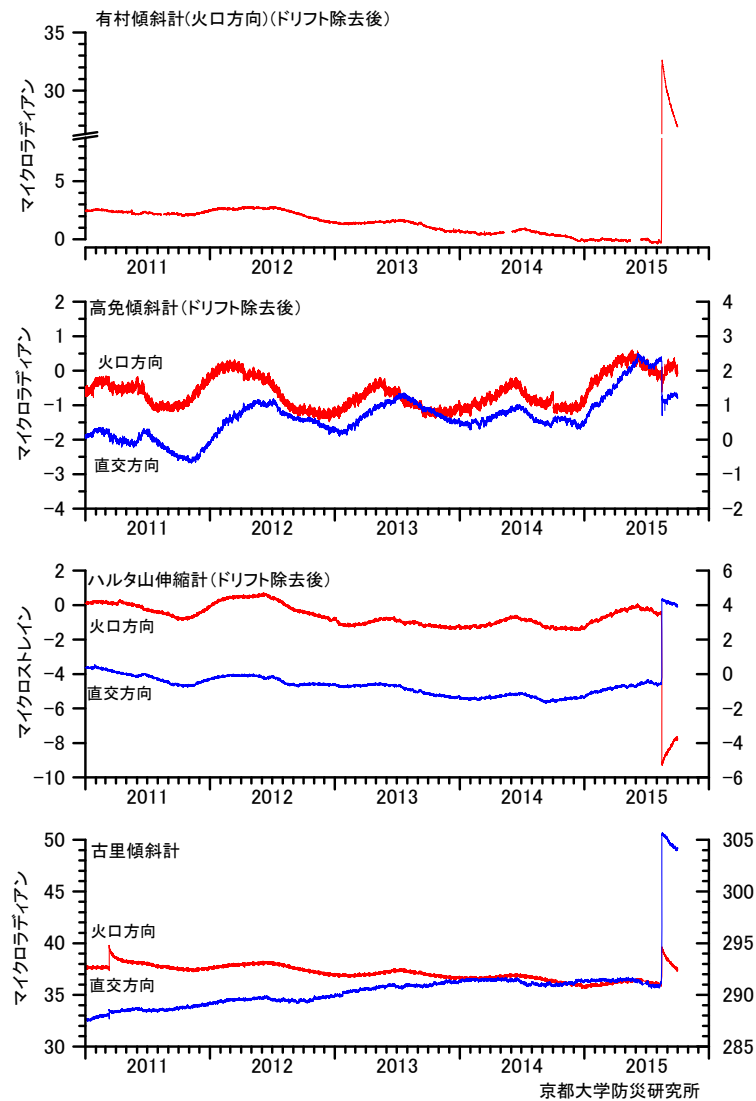 有村傾斜計(火口方向)(ドリフト除去後)
マイクロラディアン
35
30
5
0
2011 2012 2013 2014 2015
高免傾斜計(ドリフト除去後)
マイクロラディアン
火口方向
直交方向
2
1
0
−1
−2
−3
−4
4
3
2
1
0
−1
−2
2011 2012 2013 2014 2015
ハルタ山伸縮計(ドリフト除去後)
マイクロストレイン
火口方向
直交方向
2
0
−2
−4
−6
−8
−10
6
4
2
0
−2
−4
−6
2011 2012 2013 2014 2015
古里傾斜計
マイクロラディアン
火口方向
直交方向
50
45
40
35
30
305
300
295
290
285
2011 2012 2013 2014 2015
京都大学防災研究所